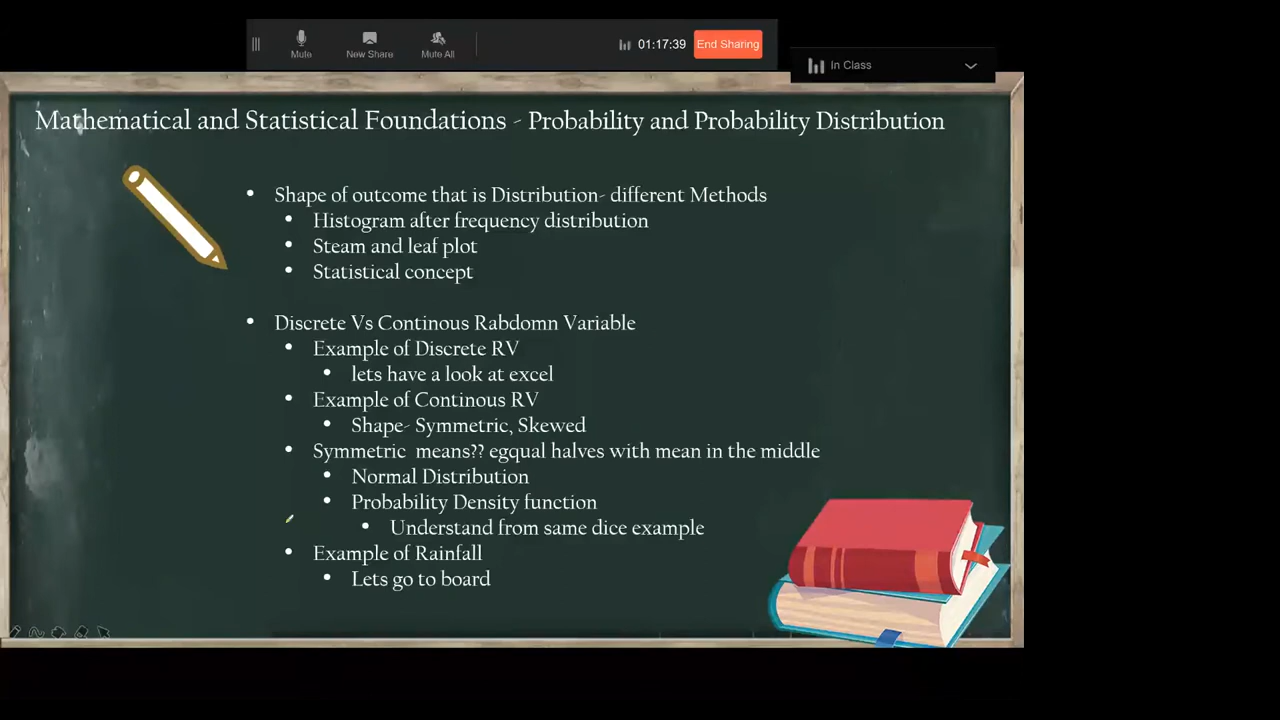 Mute
New Share
Mute All
01:17:39
End Sharing
In Class
Mathematical and Statistical Foundations - Probability and Probability Distribution
• Shape of outcome that is Distribution- different Methods
• Histogram after frequency distribution
• Steam and leaf plot
• Statistical concept
• Discrete Vs Continous Rabdomn Variable
• Example of Discrete RV
• lets have a look at excel
• Example of Continous RV
• Shape- Symmetric, Skewed
• Symmetric means?? egqual halves with mean in the middle
• Normal Distribution
• Probability Density function
• Understand from same dice example
• Example of Rainfall
• Lets go to board